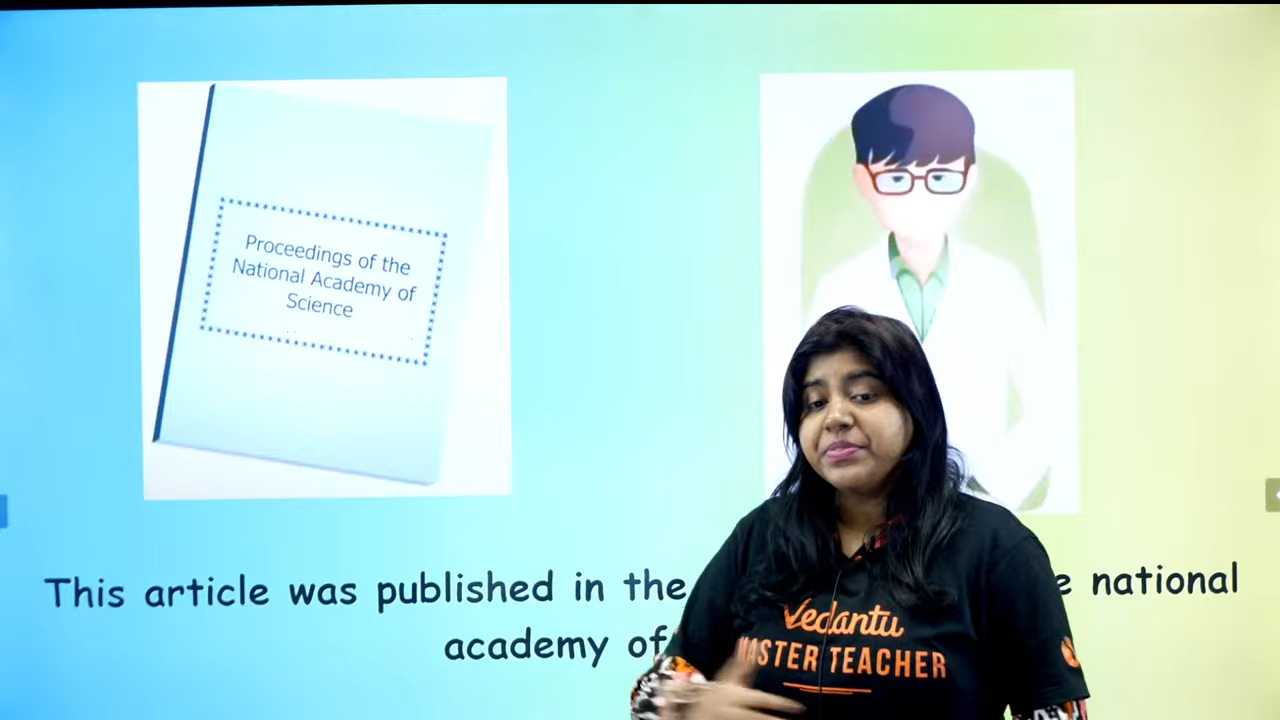 Proceedings of the
National Academy of
Science
This article was published in the e national
academy of
Vedantu
MASTER TEACHER